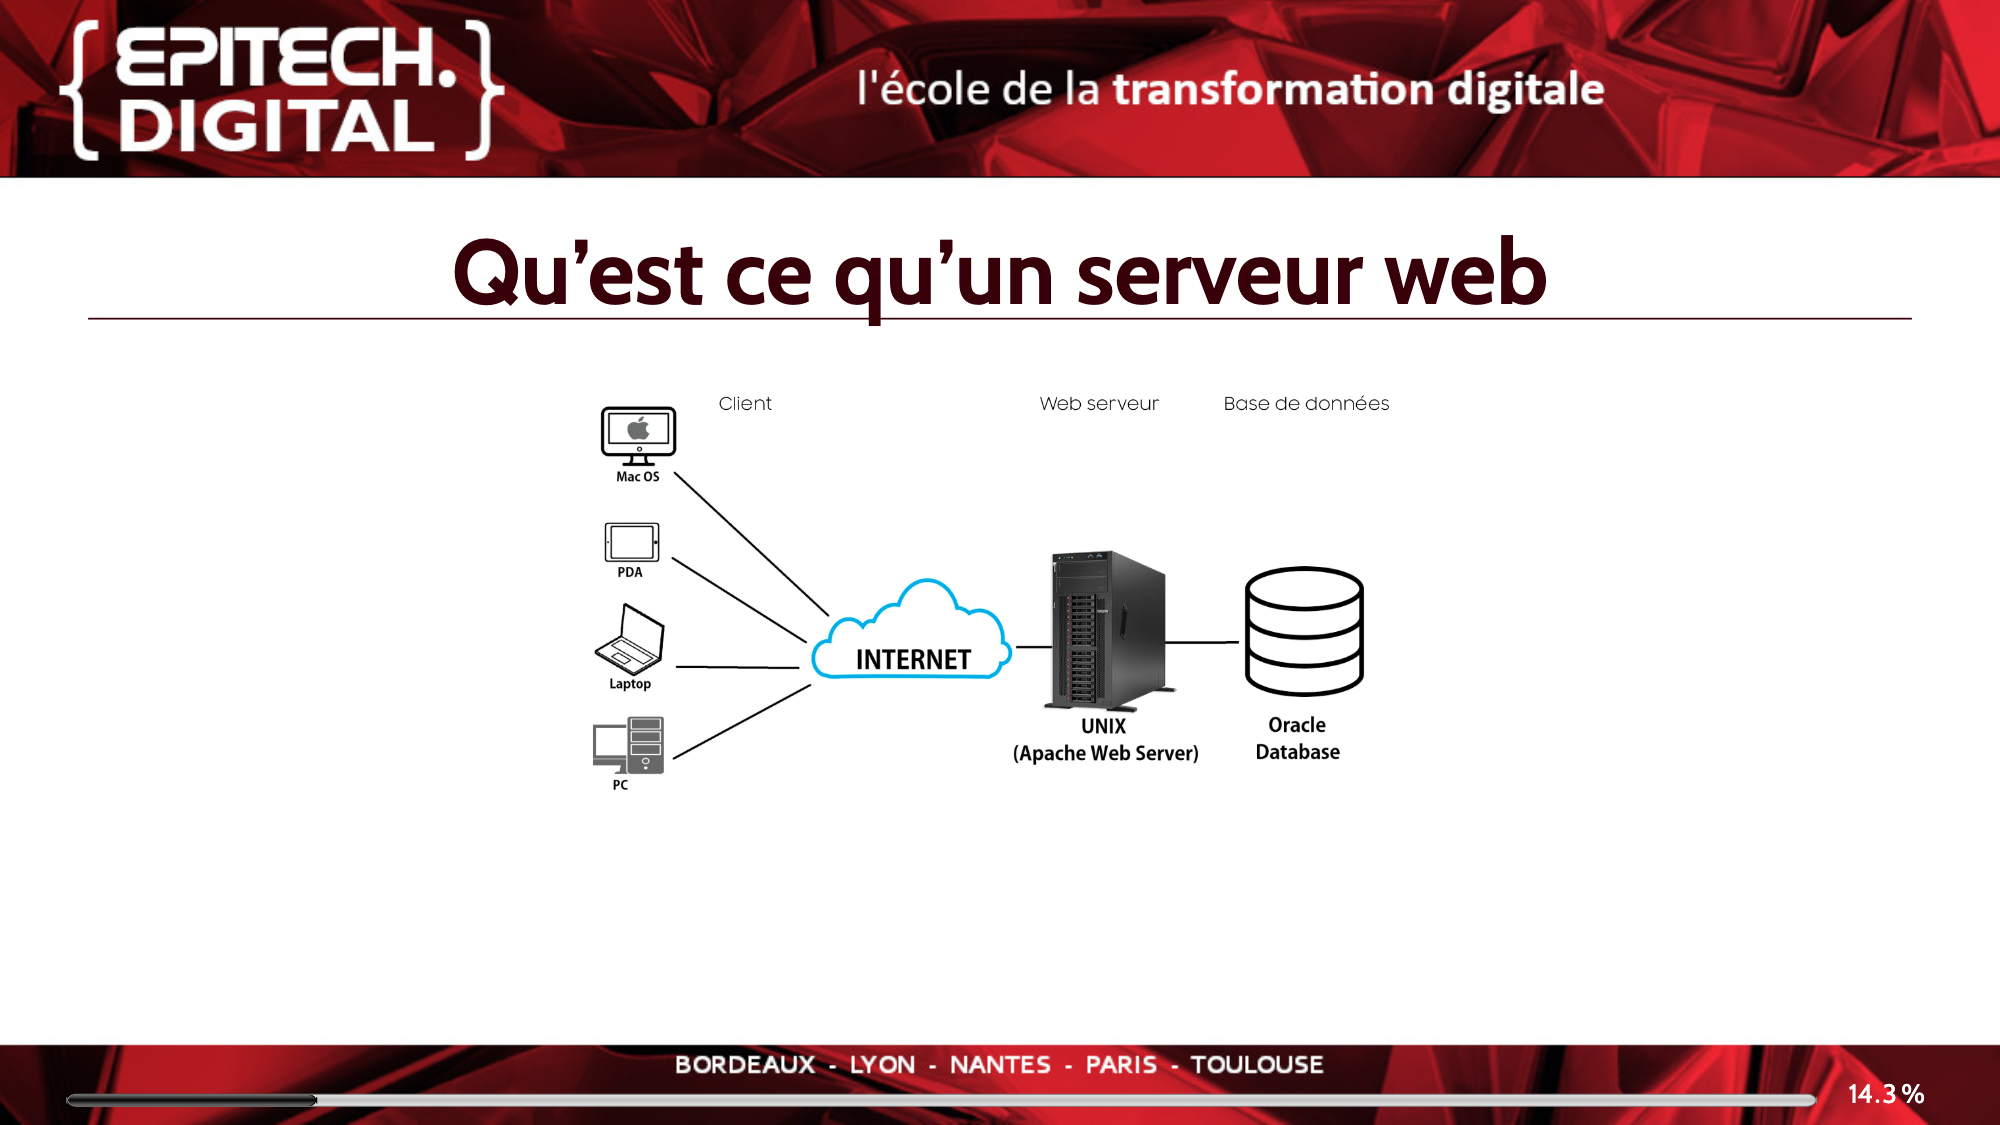 { EPITECH. }
DIGITAL
l'école de la transformation digitale
Qu’est ce qu’un serveur web
Client
Web serveur
Base de données
Mac OS
PDA
Laptop
PC
INTERNET
UNIX
(Apache Web Server)
Oracle
Database
BORDEAUX - LYON - NANTES - PARIS - TOULOUSE
14.3 %